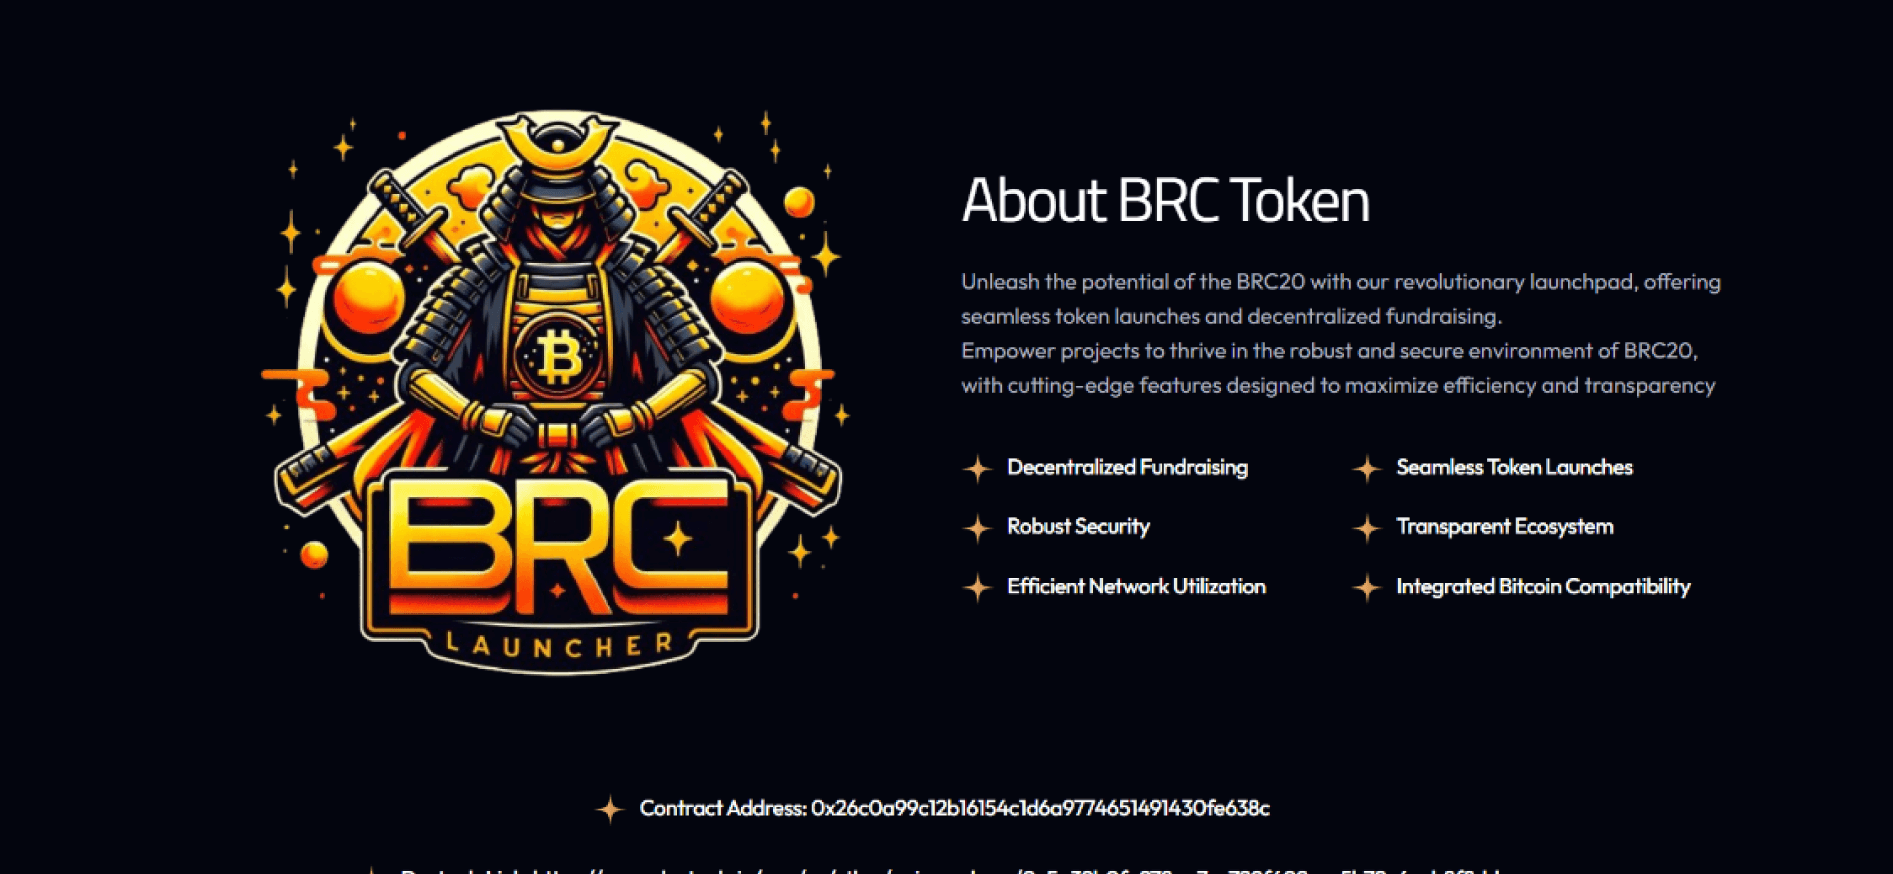 About BRC Token
Unleash the potential of the BRC20 with our revolutionary launchpad, offering
seamless token launches and decentralized fundraising.
Empower projects to thrive in the robust and secure environment of BRC20,
with cutting-edge features designed to maximize efficiency and transparency
Decentralized Fundraising
Seamless Token Launches
Robust Security
Transparent Ecosystem
Efficient Network Utilization
Integrated Bitcoin Compatibility
BRC
LAUNCHER
Contract Address: 0x26c0a99c12b16154c1d6a9774651491430fe638c